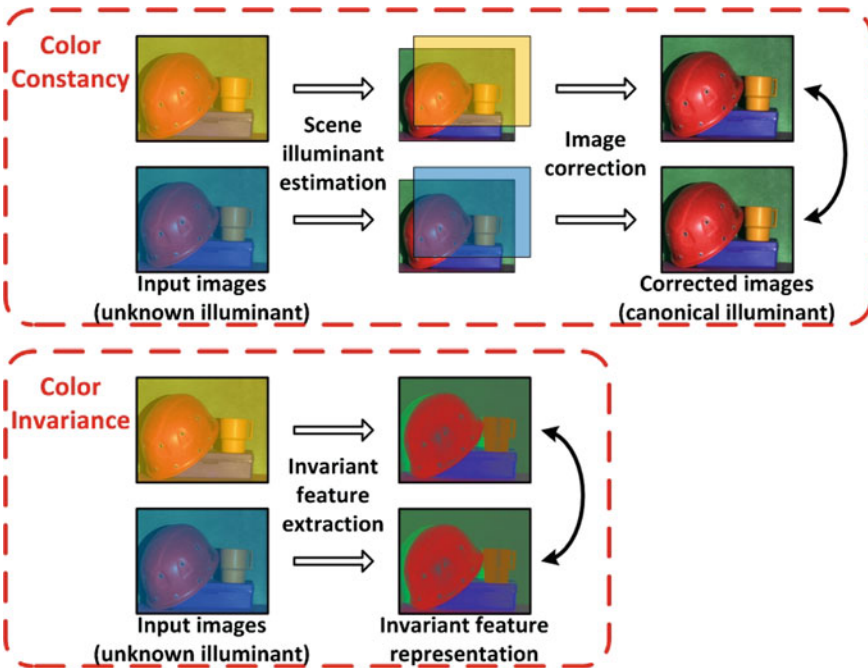 Color
Constancy
Scene
illuminant
estimation
Image
correction
Input images
(unknown illuminant)
Corrected images
(canonical illuminant)
Color
Invariance
Invariant
feature
extraction
Input images
(unknown illuminant)
Invariant feature
representation